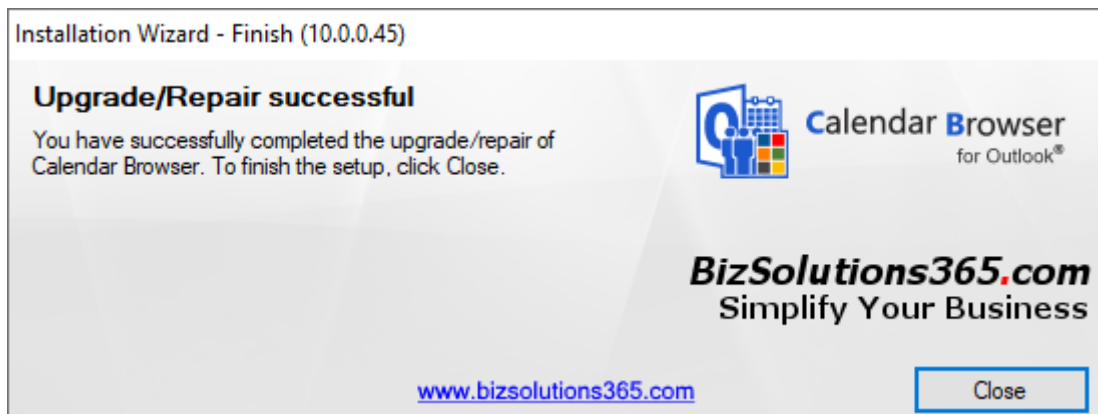 Installation Wizard - Finish (10.0.0.45)
Upgrade/Repair successful
You have successfully completed the upgrade/repair of
Calendar Browser. To finish the setup, click Close.
Calendar Browser
for Outlook®
BizSolutions365.com
Simplify Your Business
www.bizsolutions365.com
Close